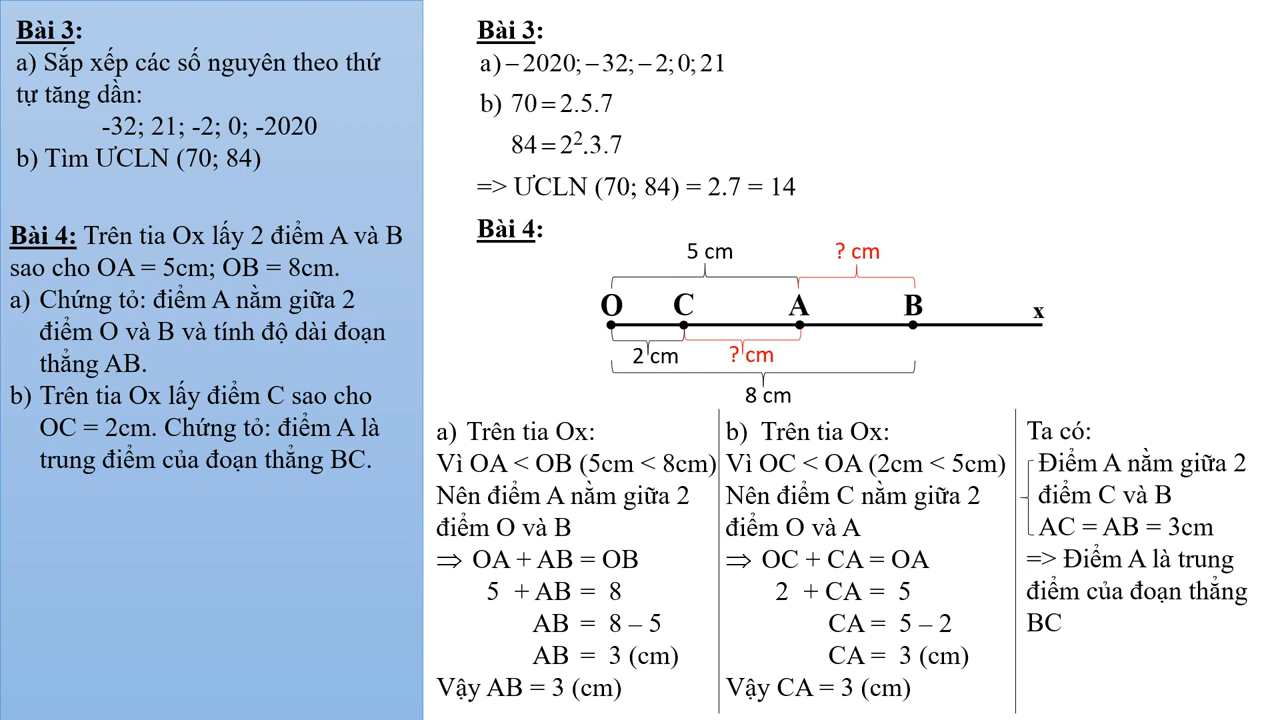 Bài 3:
a) Sắp xếp các số nguyên theo thứ
tự tăng dần:
-32; 21; -2; 0; -2020
b) Tìm ƯCLN (70; 84)
Bài 4: Trên tia Ox lấy 2 điểm A và B
sao cho OA = 5cm; OB = 8cm.
a) Chứng tỏ: điểm A nằm giữa 2
điểm O và B và tính độ dài đoạn
thẳng AB.
b) Trên tia Ox lấy điểm C sao cho
OC = 2cm. Chứng tỏ: điểm A là
trung điểm của đoạn thẳng BC.
Bài 3:
a) –2020; –32; –2; 0; 21
b) 70 = 2.5.7
84 = 2².3.7
=> ƯCLN (70; 84) = 2.7 = 14
Bài 4:
5 cm ? cm
O C A B x
2 cm ? cm
8 cm
a) Trên tia Ox:
Vì OA < OB (5cm < 8cm)
Nên điểm A nằm giữa 2
điểm O và B
⇒ OA + AB = OB
5 + AB = 8
AB = 8 – 5
AB = 3 (cm)
Vậy AB = 3 (cm)
b) Trên tia Ox:
Vì OC < OA (2cm < 5cm)
Nên điểm C nằm giữa 2
điểm O và A
⇒ OC + CA = OA
2 + CA = 5
CA = 5 – 2
CA = 3 (cm)
Vậy CA = 3 (cm)
Ta có:
Điểm A nằm giữa 2
điểm C và B
AC = AB = 3cm
=> Điểm A là trung
điểm của đoạn thẳng
BC